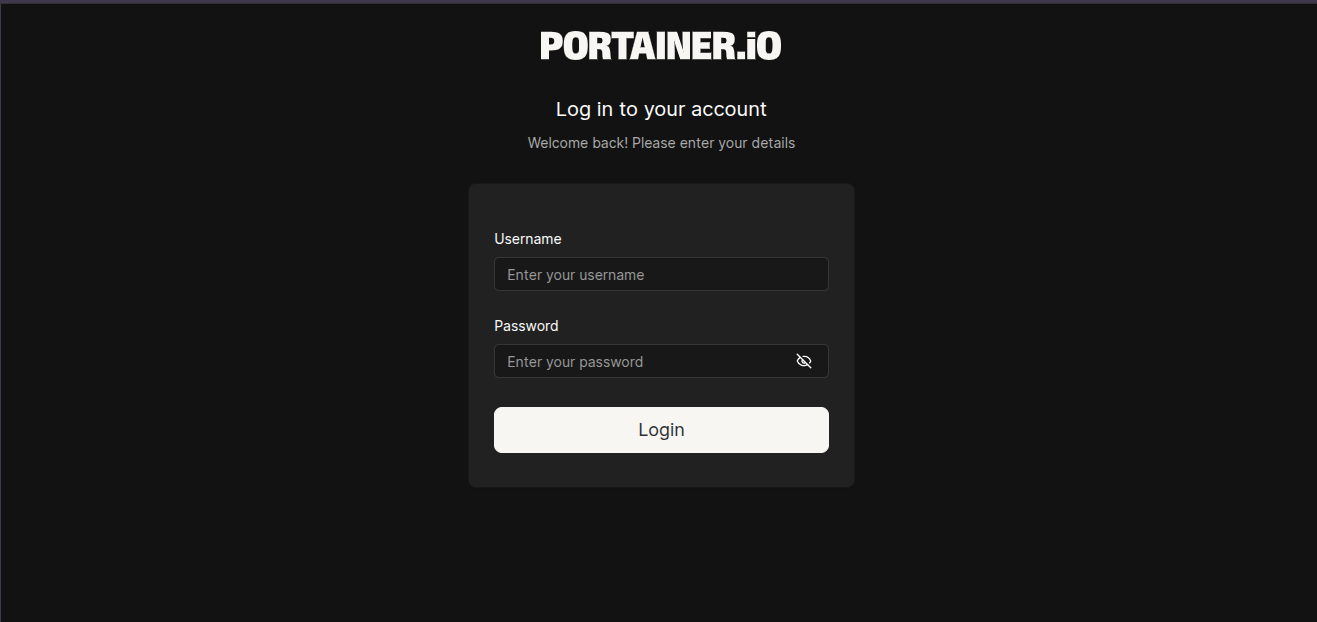 PORTAINER.iO
Log in to your account
Welcome back! Please enter your details
Username
Enter your username
Password
Enter your password
Login